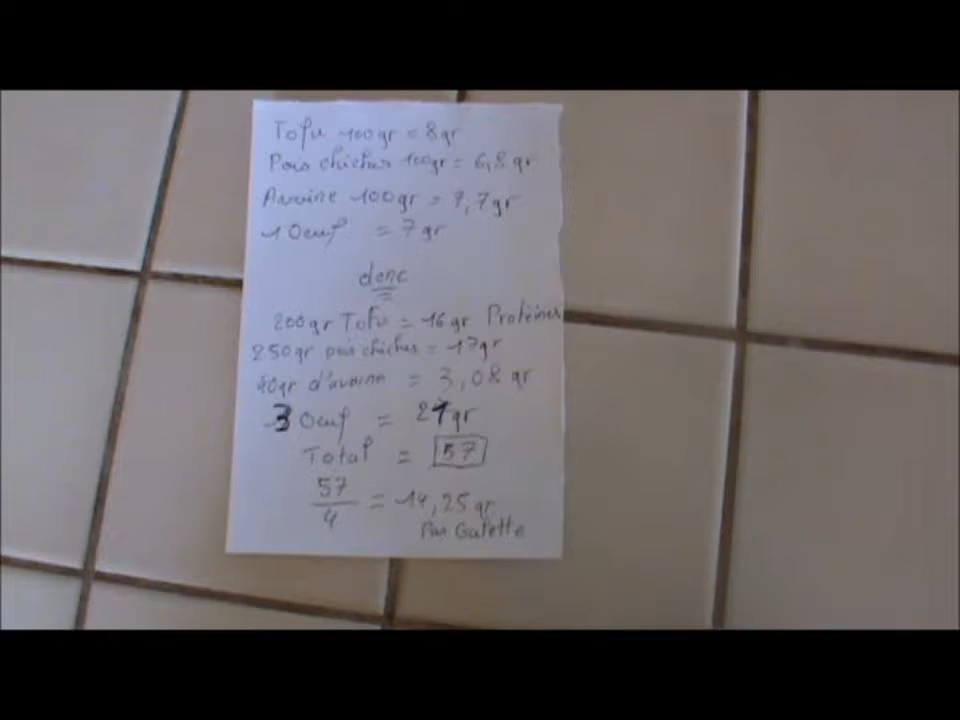 Tofu 100gr = 8gr
Pois chiches 100gr = 6,8 gr
Avoine 100gr = 7,7gr
1 Oeuf = 7gr
donc
200gr Tofu = 16gr Protéines
250gr pois chiches = 17gr
40gr d'avoine = 3,08 gr
3 Oeuf = 21gr
Total = 57
57
4
= 14,25 gr
Par Galette